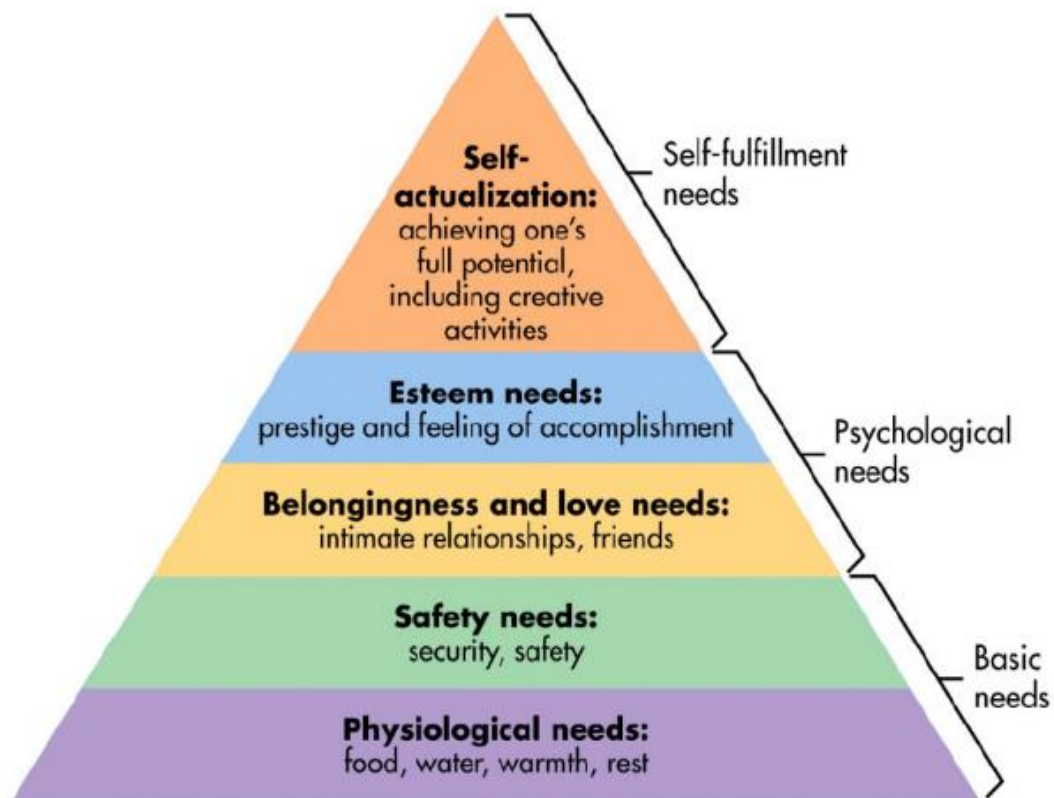 Self-
actualization:
achieving one's
full potential,
including creative
activities
Self-fulfillment
needs
Esteem needs:
prestige and feeling of accomplishment
Psychological
needs
Belongingness and love needs:
intimate relationships, friends
Safety needs:
security, safety
Basic
needs
Physiological needs:
food, water, warmth, rest